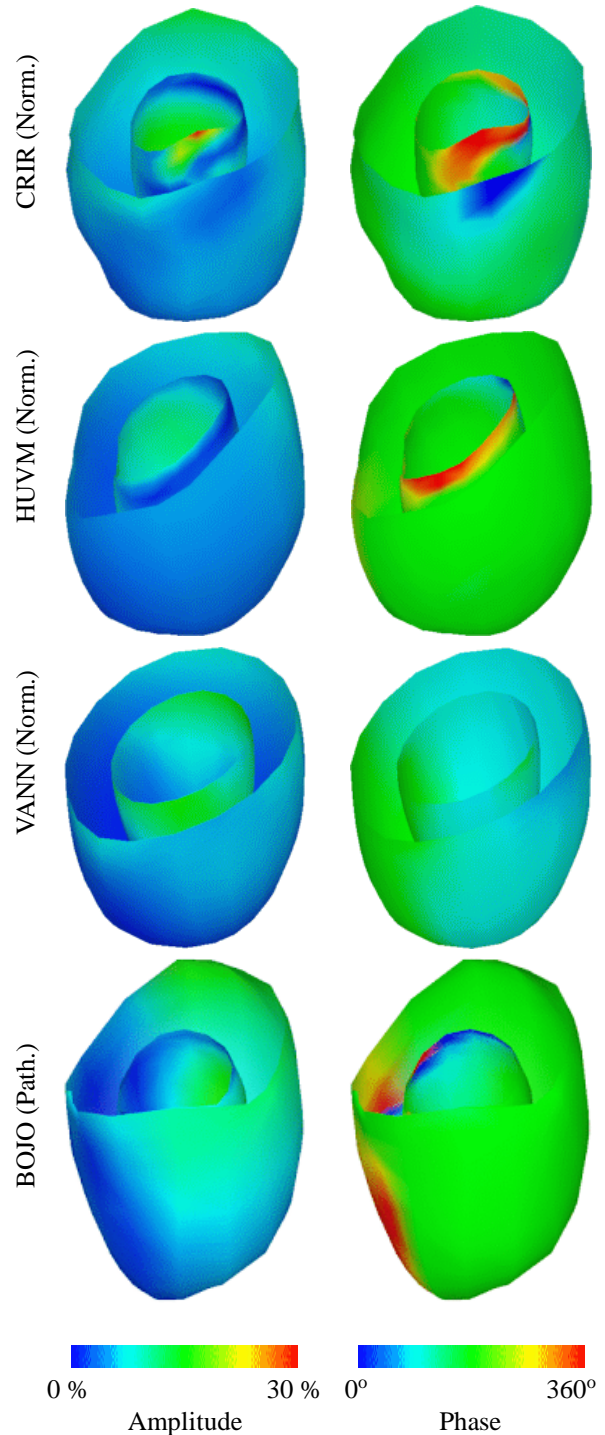 CRIR (Norm.)
HUVM (Norm.)
VANN (Norm.)
BOJO (Path.)
0 % 30 % 0º 360º
Amplitude Phase